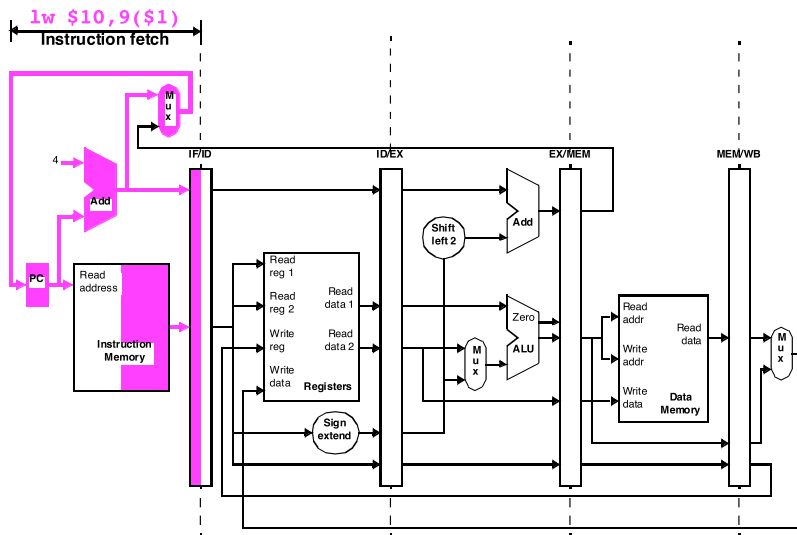 lw $10,9($1)
Instruction fetch
M
u
x
IF/ID
ID/EX
EX/MEM
MEM/WB
4
Add
Shift
left 2
Add
PC
Read
address
Instruction
Memory
Read
reg 1
Read
reg 2
Write
reg
Write
data
Read
data 1
Read
data 2
Registers
Sign
extend
M
u
x
Zero
ALU
Read
addr
Write
addr
Write
data
Read
data
Data
Memory
M
u
x